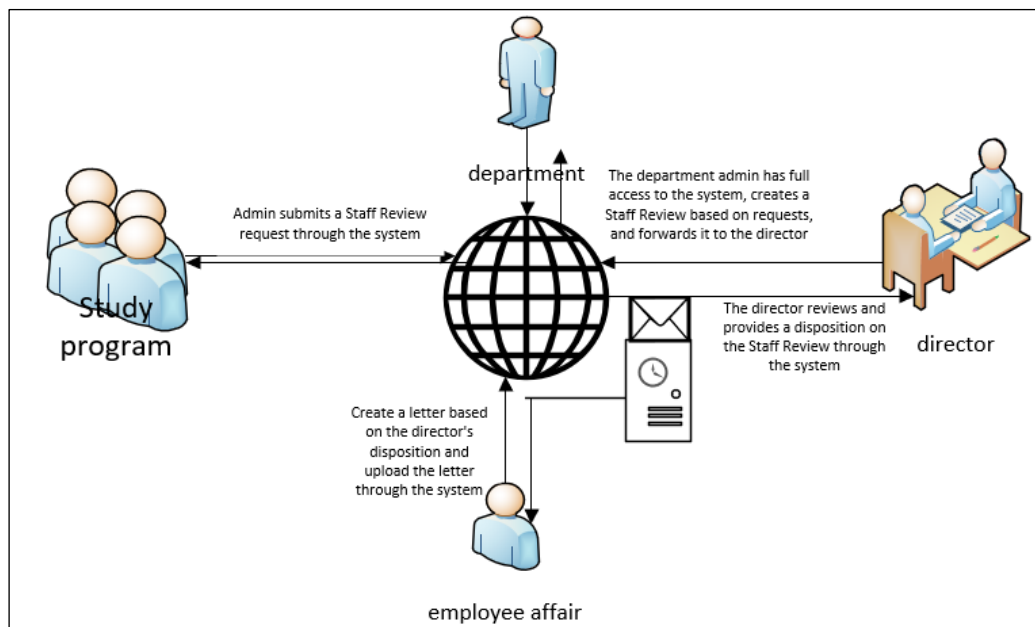 department
The department admin has full
access to the system, creates a
Staff Review based on requests,
and forwards it to the director
Admin submits a Staff Review
request through the system
Study
program
The director reviews and
provides a disposition on
the Staff Review through
the system
director
Create a letter based
on the director's
disposition and
upload the letter
through the system
employee affair